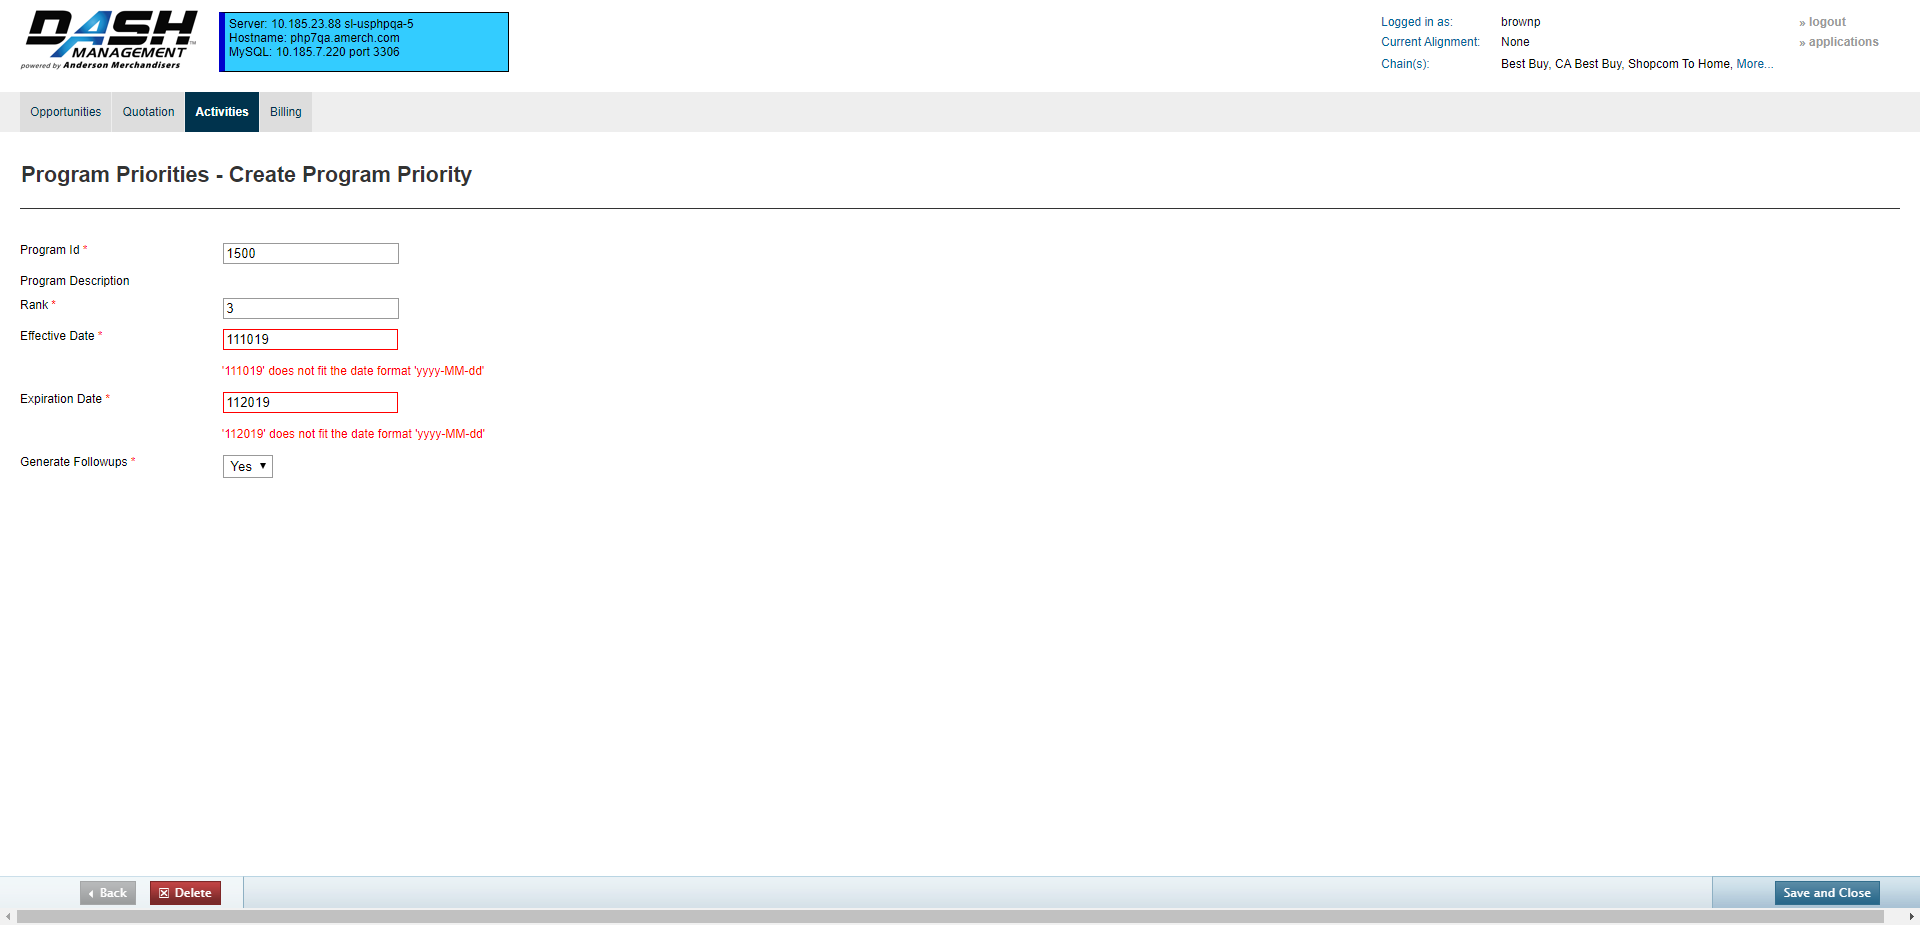 DASH
MANAGEMENT
TM
powered by Anderson Merchandisers
Server: 10.185.23.88 sl-usphpqa-5
Hostname: php7qa.amerch.com
MySQL: 10.185.7.220 port 3306
Logged in as: brownp
» logout
Current Alignment: None
» applications
Chain(s): Best Buy, CA Best Buy, Shopcom To Home, More...
Opportunities Quotation Activities Billing
Program Priorities - Create Program Priority
Program Id * 1500
Program Description
Rank * 3
Effective Date * 111019
'111019' does not fit the date format 'yyyy-MM-dd'
Expiration Date * 112019
'112019' does not fit the date format 'yyyy-MM-dd'
Generate Followups * Yes
Back Delete Save and Close